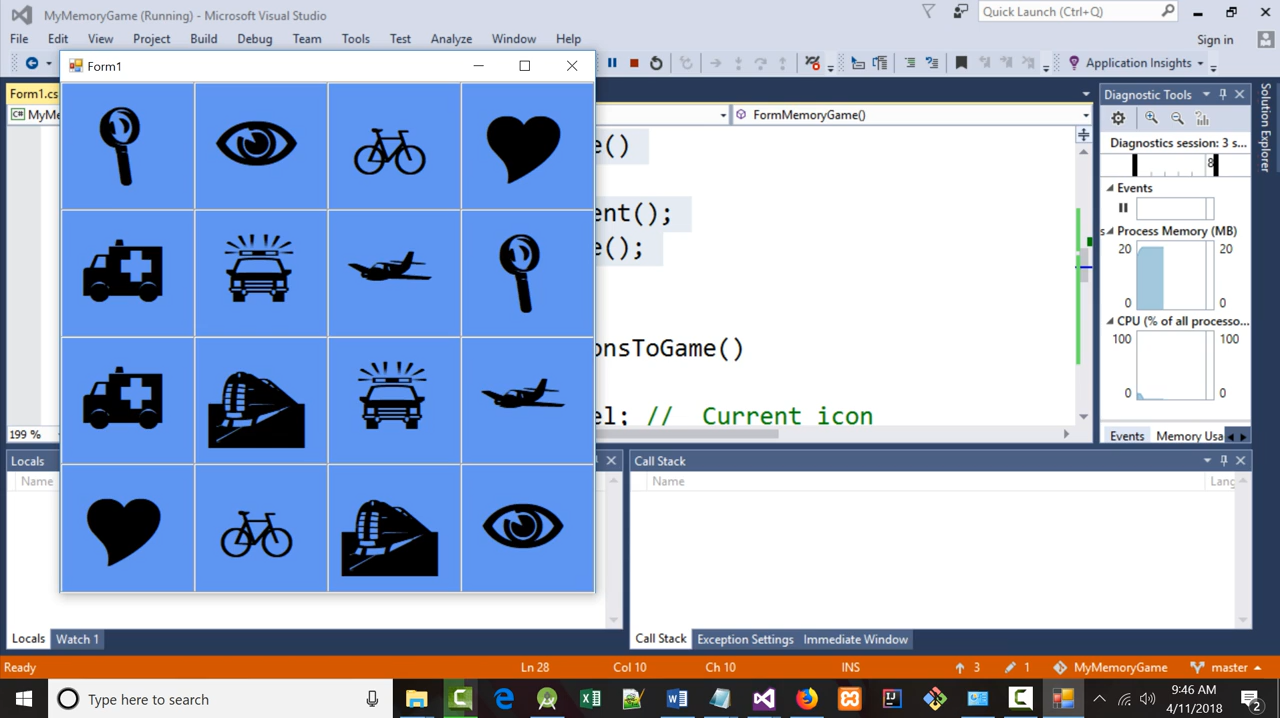 MyMemoryGame (Running) - Microsoft Visual Studio
Quick Launch (Ctrl+Q)
File Edit View Project Build Debug Team Tools Test Analyze Window Help
Sign in
Form1
Application Insights
Form1.cs
Diagnostic Tools
Solution Explorer
MyMe
FormMemoryGame()
Diagnostics session: 3 s...
e()
8
Events
ent();
e();
s
Process Memory (MB)
20 20
0 0
CPU (% of all processo...
100 100
0 0
onsToGame()
el; // Current icon
199 %
Events Memory Usa
Locals
Call Stack
Name
Name Lang
Locals Watch 1
Call Stack Exception Settings Immediate Window
Ready Ln 28 Col 10 Ch 10 INS 3 1 MyMemoryGame master
Type here to search
9:46 AM
4/11/2018
2